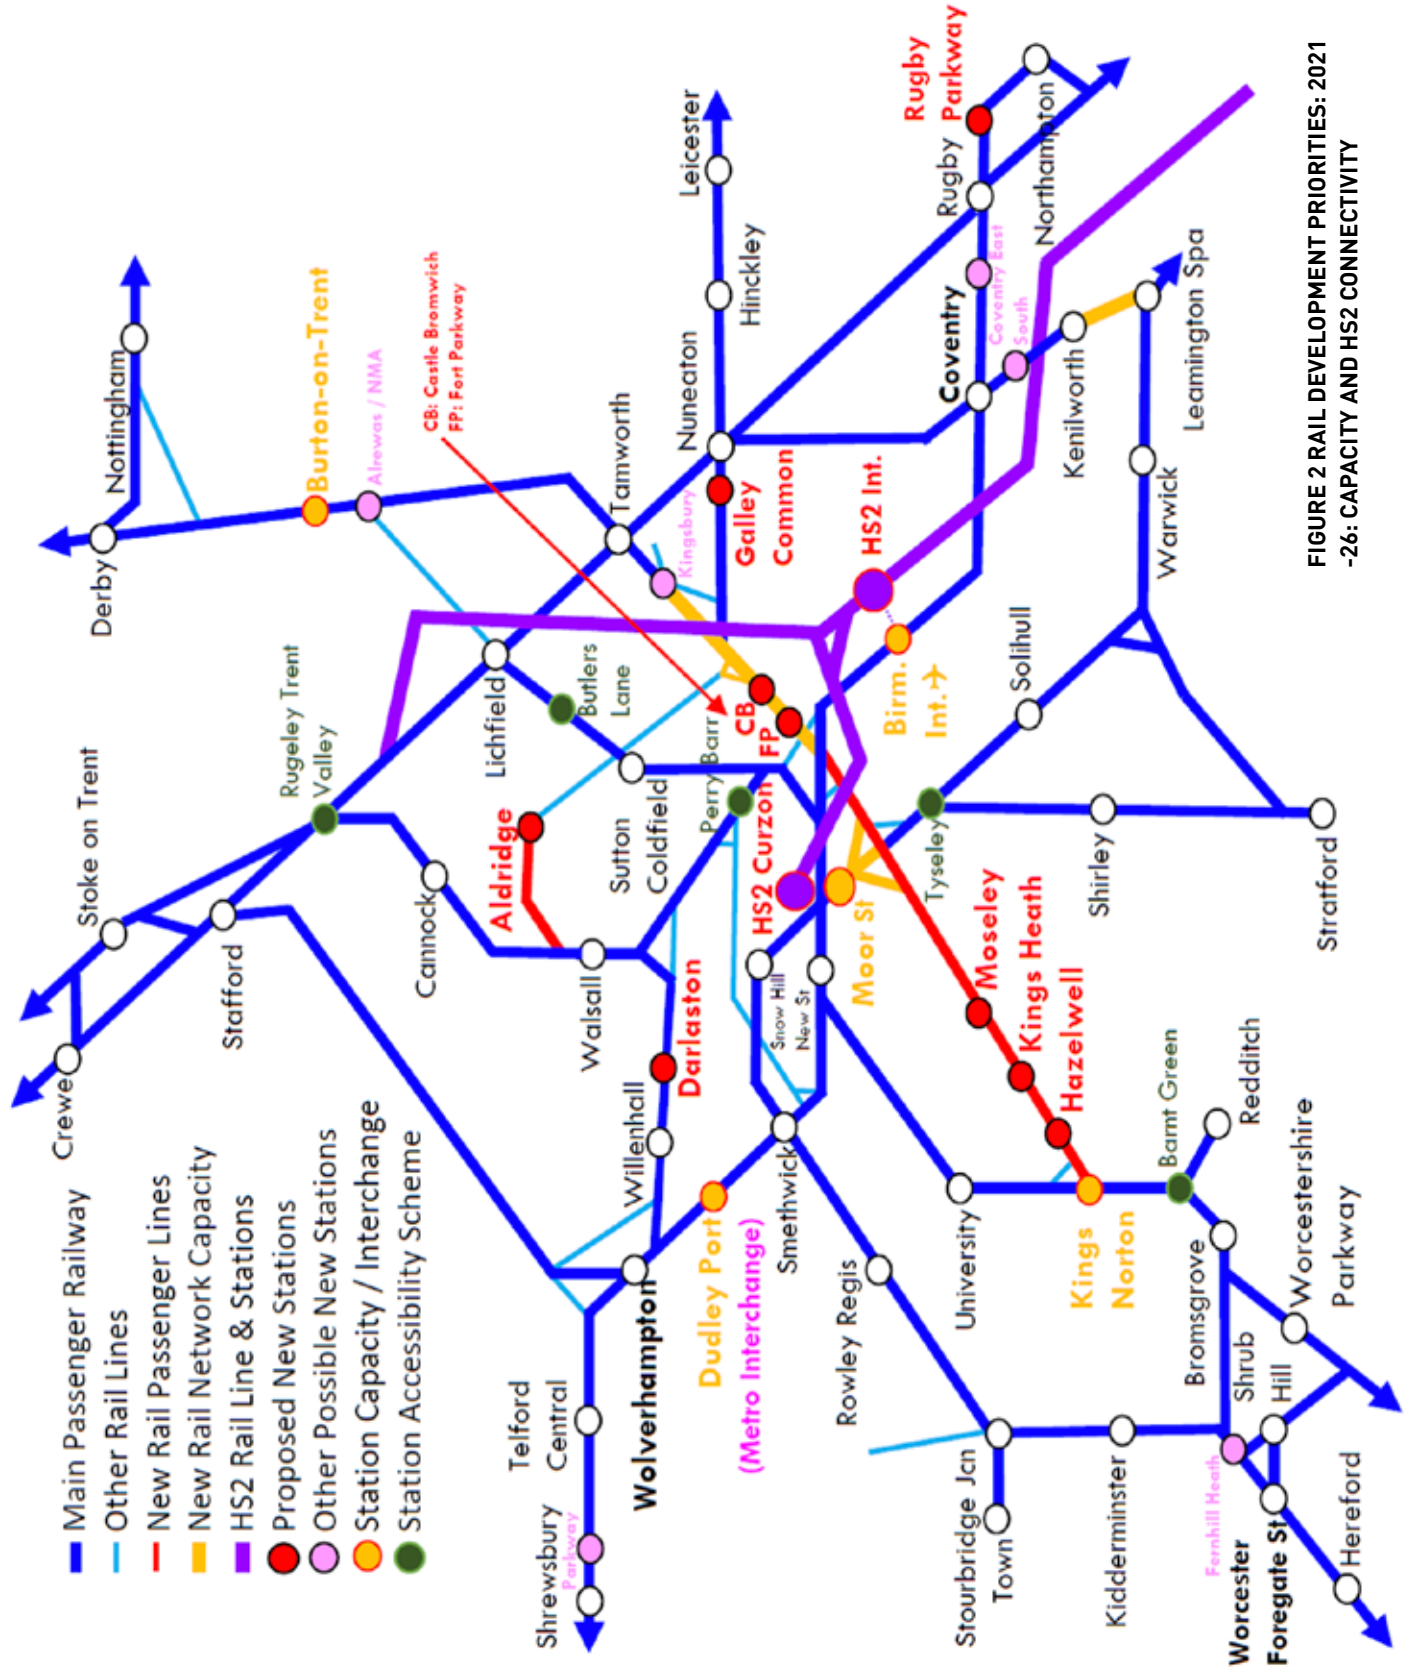 Main Passenger Railway
Other Rail Lines
New Rail Passenger Lines
New Rail Network Capacity
HS2 Rail Line & Stations
Proposed New Stations
Other Possible New Stations
Station Capacity / Interchange
Station Accessibility Scheme
Crewe
Stoke on Trent
Stafford
Rugeley Trent
Valley
Derby
Nottingham
Burton-on-Trent
Alrewas / NMA
CB: Castle Bromwich
FP: Fort Parkway
Cannock
Lichfield
Butlers
Lane
Tamworth
Kingsbury
Aldridge
Walsall
Sutton
Coldfield
Perry Barr
CB
FP
Nuneaton
Hinckley
Leicester
Galley
Common
Shrewsbury
Parkway
Telford
Central
Wolverhampton
Willenhall
Darlaston
Dudley Port
(Metro Interchange)
Smethwick
Snow Hill
New St
HS2 Curzon
Moor St
HS2 Int.
Birm.
Int.
Coventry
Coventry East
South
Rugby
Rugby
Parkway
Northampton
Kenilworth
Leamington Spa
Warwick
Solihull
Tyseley
Shirley
Stratford
Moseley
Kings Heath
Hazelwell
Rowley Regis
University
Kings
Norton
Barnt Green
Redditch
Bromsgrove
Worcestershire
Parkway
Stourbridge Jcn
Town
Kidderminster
Fernhill Heath
Shrub
Hill
Worcester
Foregate St
Hereford
FIGURE 2 RAIL DEVELOPMENT PRIORITIES: 2021
-26: CAPACITY AND HS2 CONNECTIVITY